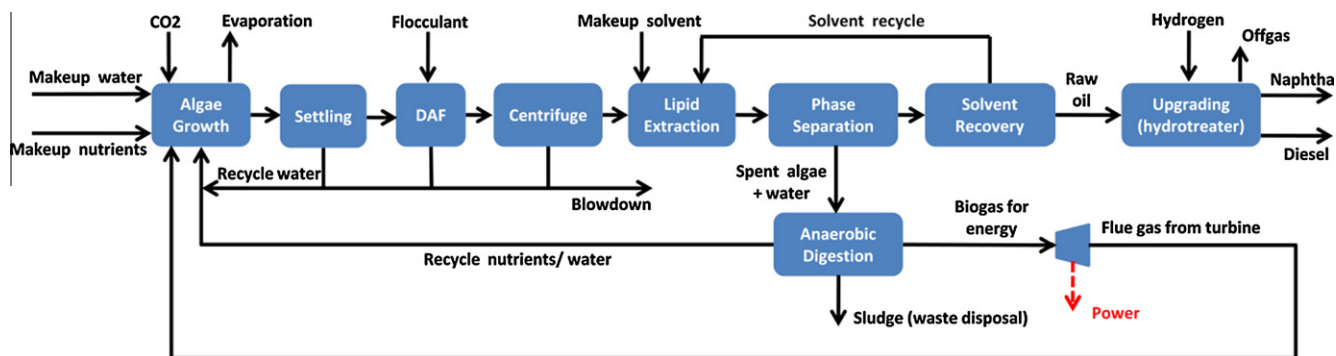 CO2
Evaporation
Flocculant
Makeup solvent
Solvent recycle
Hydrogen
Offgas
Makeup water
Makeup nutrients
Algae
Growth
Settling
DAF
Centrifuge
Lipid
Extraction
Phase
Separation
Solvent
Recovery
Raw
oil
Upgrading
(hydrotreater)
Naphtha
Diesel
Recycle water
Blowdown
Spent algae
+ water
Anaerobic
Digestion
Biogas for
energy
Flue gas from turbine
Recycle nutrients/ water
Sludge (waste disposal)
Power